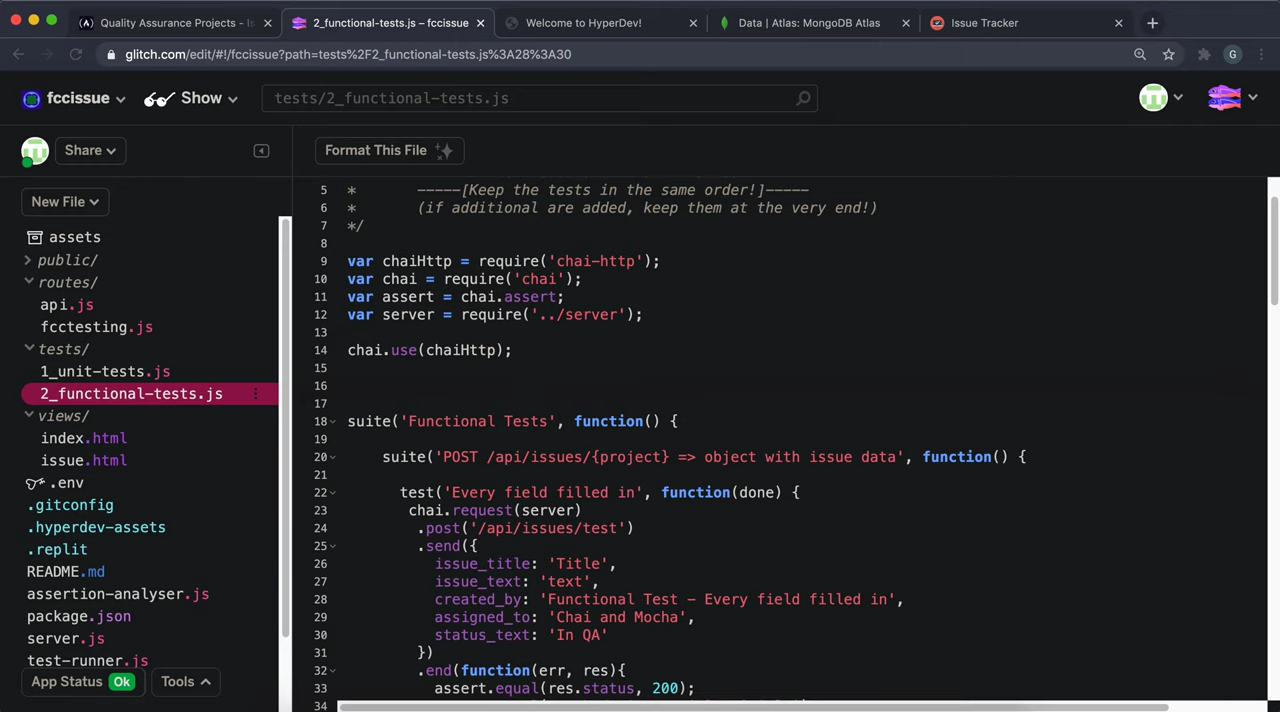 Quality Assurance Projects - Is
2_functional-tests.js – fccissue
Welcome to HyperDev!
Data | Atlas: MongoDB Atlas
Issue Tracker
glitch.com/edit/#!/fccissue?path=tests%2F2_functional-tests.js%3A28%3A30
G
fccissue
Show
tests/2_functional-tests.js
Share
Format This File
New File
assets
public/
routes/
api.js
fcctesting.js
tests/
1_unit-tests.js
2_functional-tests.js
views/
index.html
issue.html
.env
.gitconfig
.hyperdev-assets
.replit
README.md
assertion-analyser.js
package.json
server.js
test-runner.js
App Status Ok
Tools
5 * -----[Keep the tests in the same order!]-----
6 * (if additional are added, keep them at the very end!)
7 */
8
9 var chaiHttp = require('chai-http');
10 var chai = require('chai');
11 var assert = chai.assert;
12 var server = require('../server');
13
14 chai.use(chaiHttp);
15
16
17
18 suite('Functional Tests', function() {
19
20 suite('POST /api/issues/{project} => object with issue data', function() {
21
22 test('Every field filled in', function(done) {
23 chai.request(server)
24 .post('/api/issues/test')
25 .send({
26 issue_title: 'Title',
27 issue_text: 'text',
28 created_by: 'Functional Test - Every field filled in',
29 assigned_to: 'Chai and Mocha',
30 status_text: 'In QA'
31 })
32 .end(function(err, res){
33 assert.equal(res.status, 200);
34